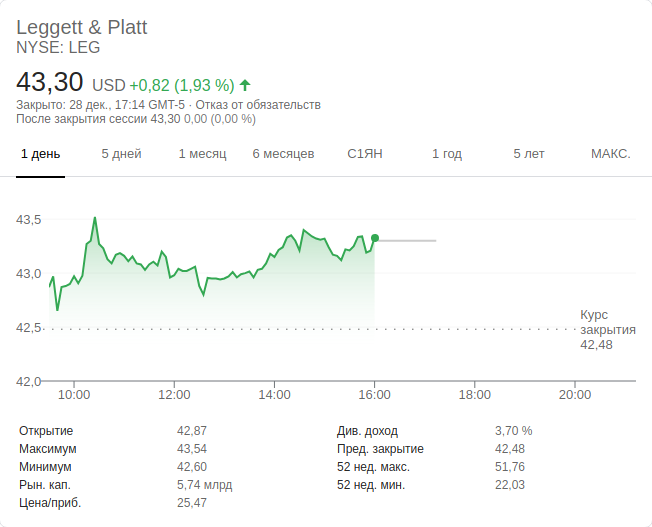 Leggett & Platt
NYSE: LEG
43,30 USD +0,82 (1,93 %)
Закрыто: 28 дек., 17:14 GMT-5 · Отказ от обязательств
После закрытия сессии 43,30 0,00 (0,00 %)
1 день 5 дней 1 месяц 6 месяцев С1ЯН 1 год 5 лет МАКС.
43,5
43,0
42,5
Курс
закрытия
42,48
42,0
10:00 12:00 14:00 16:00 18:00 20:00
Открытие 42,87 Див. доход 3,70 %
Максимум 43,54 Пред. закрытие 42,48
Минимум 42,60 52 нед. макс. 51,76
Рын. кап. 5,74 млрд 52 нед. мин. 22,03
Цена/приб. 25,47